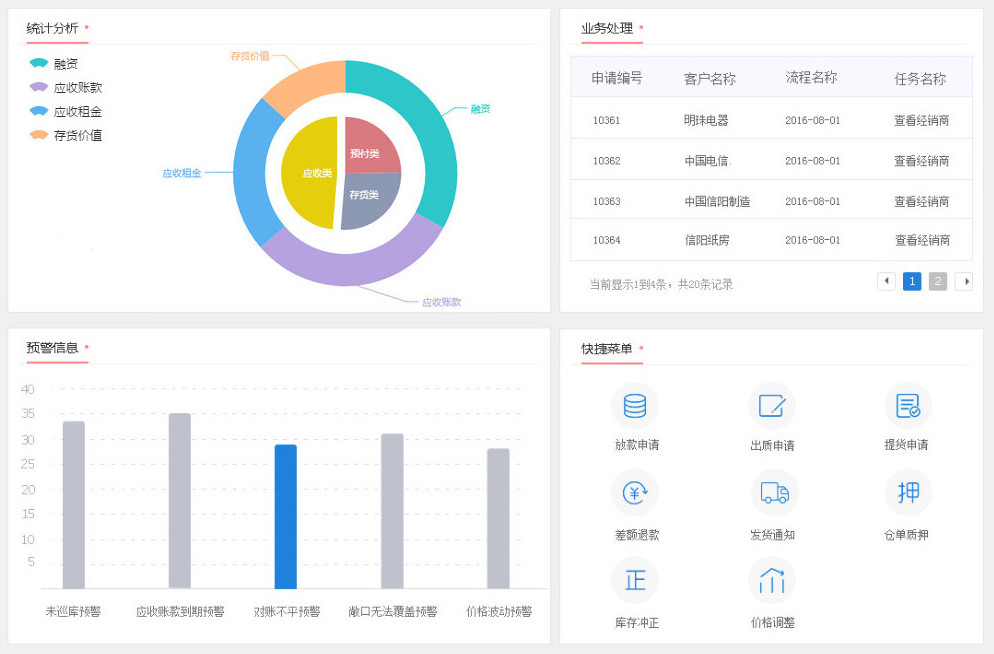 统计分析 *
融资
应收账款
应收租金
存货价值
存货价值
融资
应收租金
应收账款
应收类
预付类
存货类
业务处理 *
申请编号 客户名称 流程名称 任务名称
10361 明珠电器 2016-08-01 查看经销商
10362 中国电信. 2016-08-01 查看经销商
10363 中国信阳制造 2016-08-01 查看经销商
10364 信阳纸房 2016-08-01 查看经销商
当前显示1到4条，共20条记录 1 2
预警信息 *
40
35
30
25
20
15
10
5
未巡库预警 应收账款到期预警 对账不平预警 敞口无法覆盖预警 价格波动预警
快捷菜单 *
放款申请 出质申请 提货申请
¥ 押
差额退款 发货通知 仓单质押
正
库存冲正 价格调整